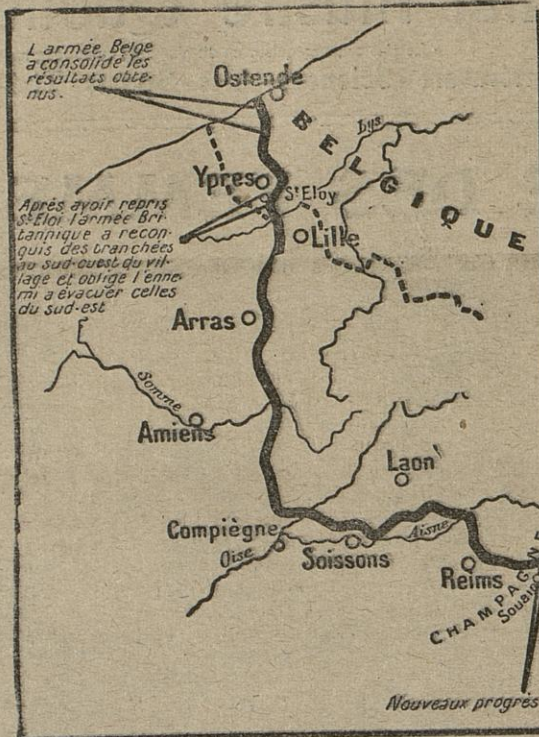 L'armée Belge
a consolidé les
résultats obte-
nus.
Ostende
BELGIQUE
Lys
Ypres
St Eloy
Après avoir repris
St Eloi l'armée Bri-
tannique a recon-
quis des tranchées
au sud-ouest du vil-
lage et obligé l'enne-
mi a évacuer celles
du sud-est
Lille
Arras
Somme
Amiens
Laon
Compiègne
Oise
Soissons
Aisne
Reims
CHAMPAGNE
Souain
Nouveaux progrès